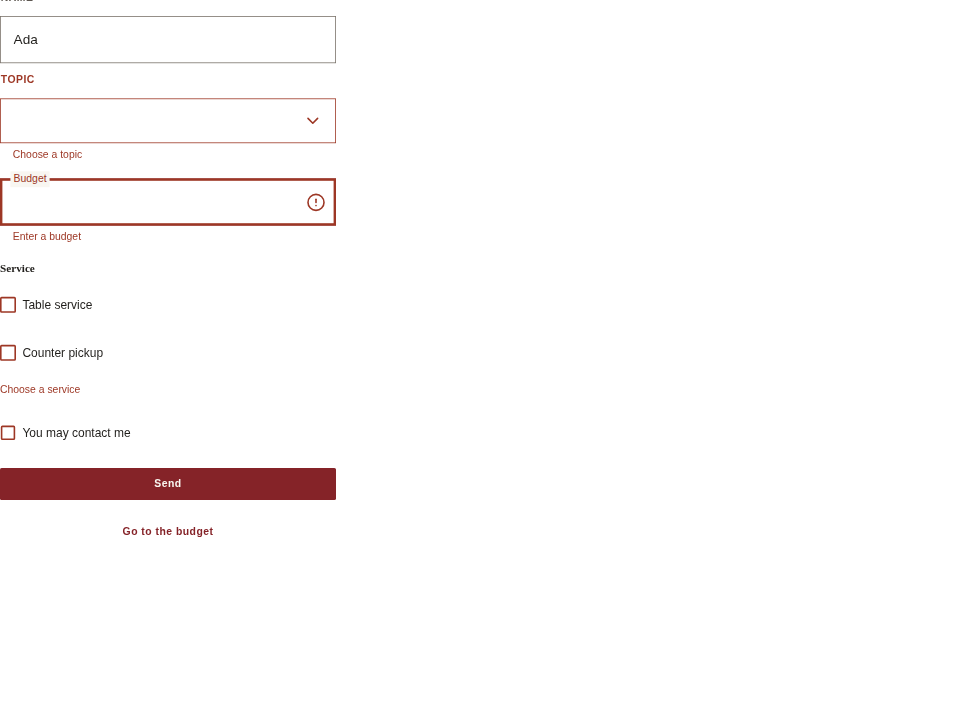 Ada
TOPIC
Choose a topic
Budget
Enter a budget
Service
Table service
Counter pickup
Choose a service
You may contact me
Send
Go to the budget